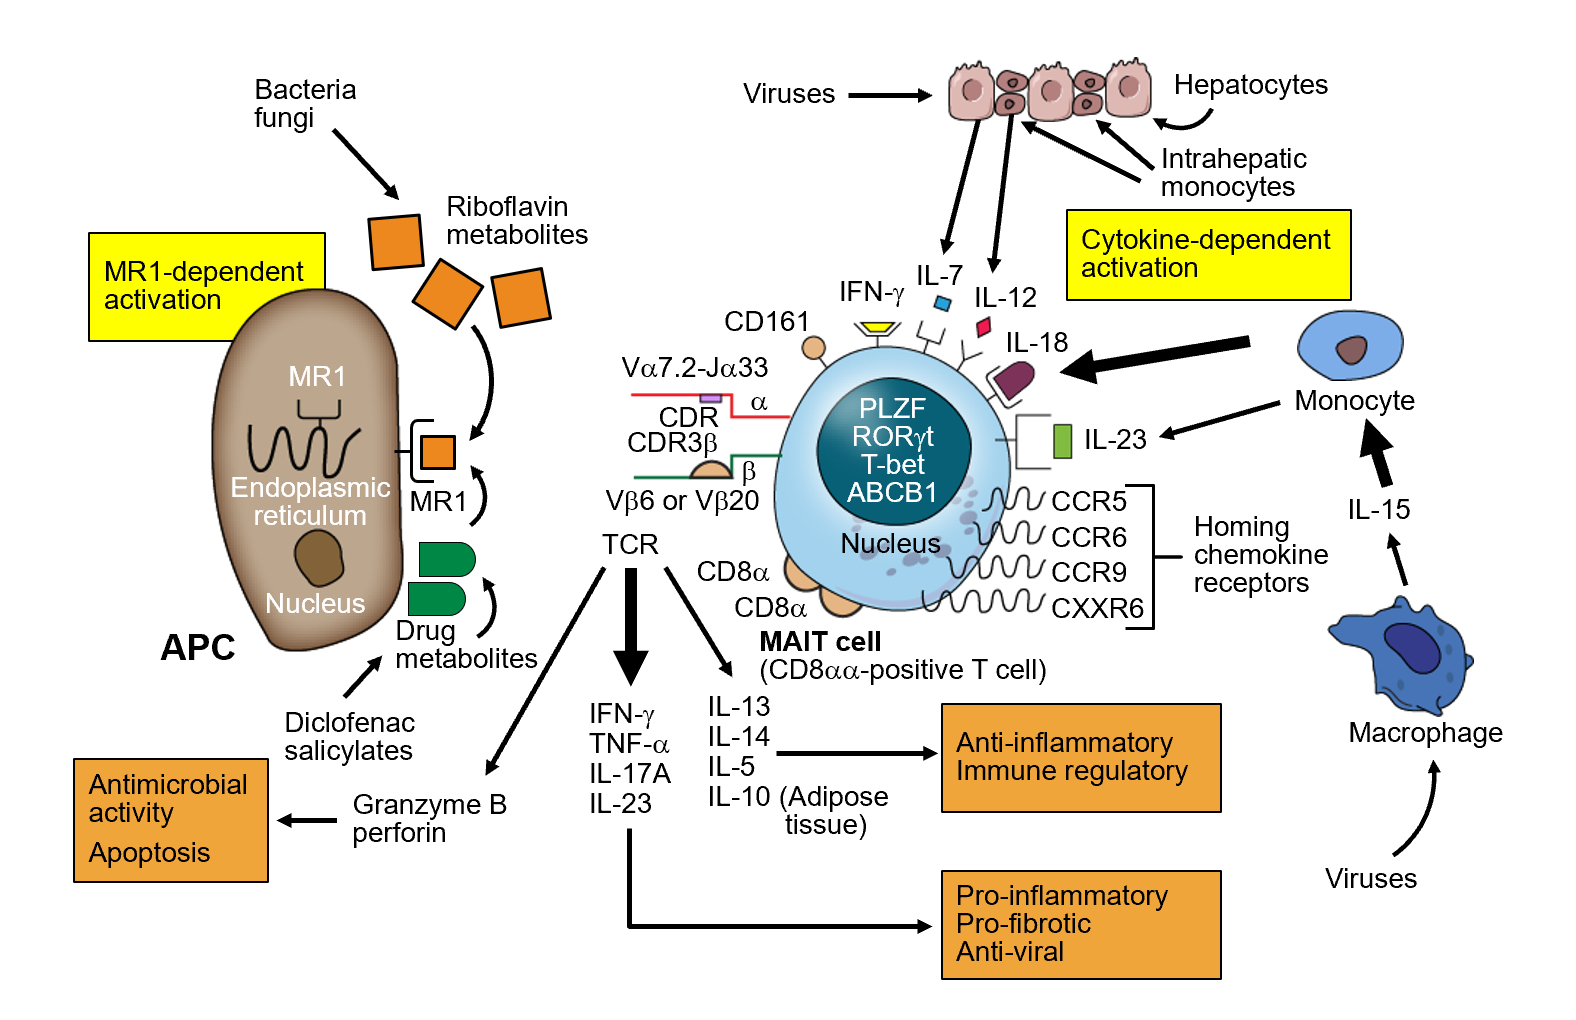 Bacteria
fungi
Riboflavin
metabolites
MR1-dependent
activation
MR1
Endoplasmic
reticulum
Nucleus
APC
MR1
Drug
metabolites
Diclofenac
salicylates
Antimicrobial
activity
Apoptosis
Granzyme B
perforin
Viruses
Hepatocytes
Intrahepatic
monocytes
Cytokine-dependent
activation
IL-7
IFN-γ
IL-12
CD161
IL-18
Vα7.2-Jα33
α
CDR
CDR3β
β
Vβ6 or Vβ20
TCR
PLZF
RORγt
T-bet
ABCB1
Nucleus
IL-23
Monocyte
CCR5
CCR6
CCR9
CXXR6
Homing
chemokine
receptors
IL-15
CD8α
CD8α
MAIT cell
(CD8αα-positive T cell)
Macrophage
Viruses
IFN-γ
TNF-α
IL-17A
IL-23
IL-13
IL-14
IL-5
IL-10 (Adipose
tissue)
Anti-inflammatory
Immune regulatory
Pro-inflammatory
Pro-fibrotic
Anti-viral